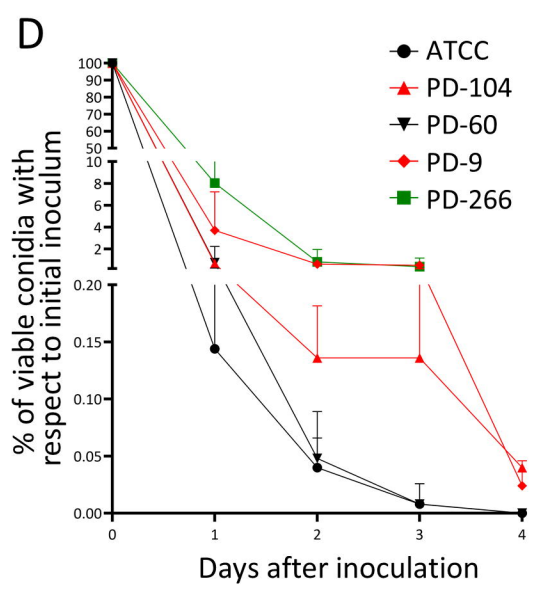 D
ATCC
PD-104
PD-60
PD-9
PD-266
% of viable conidia with
respect to initial inoculum
100
90
80
70
60
50
10
8
6
4
2
0.20
0.15
0.10
0.05
0.00
0 1 2 3 4
Days after inoculation